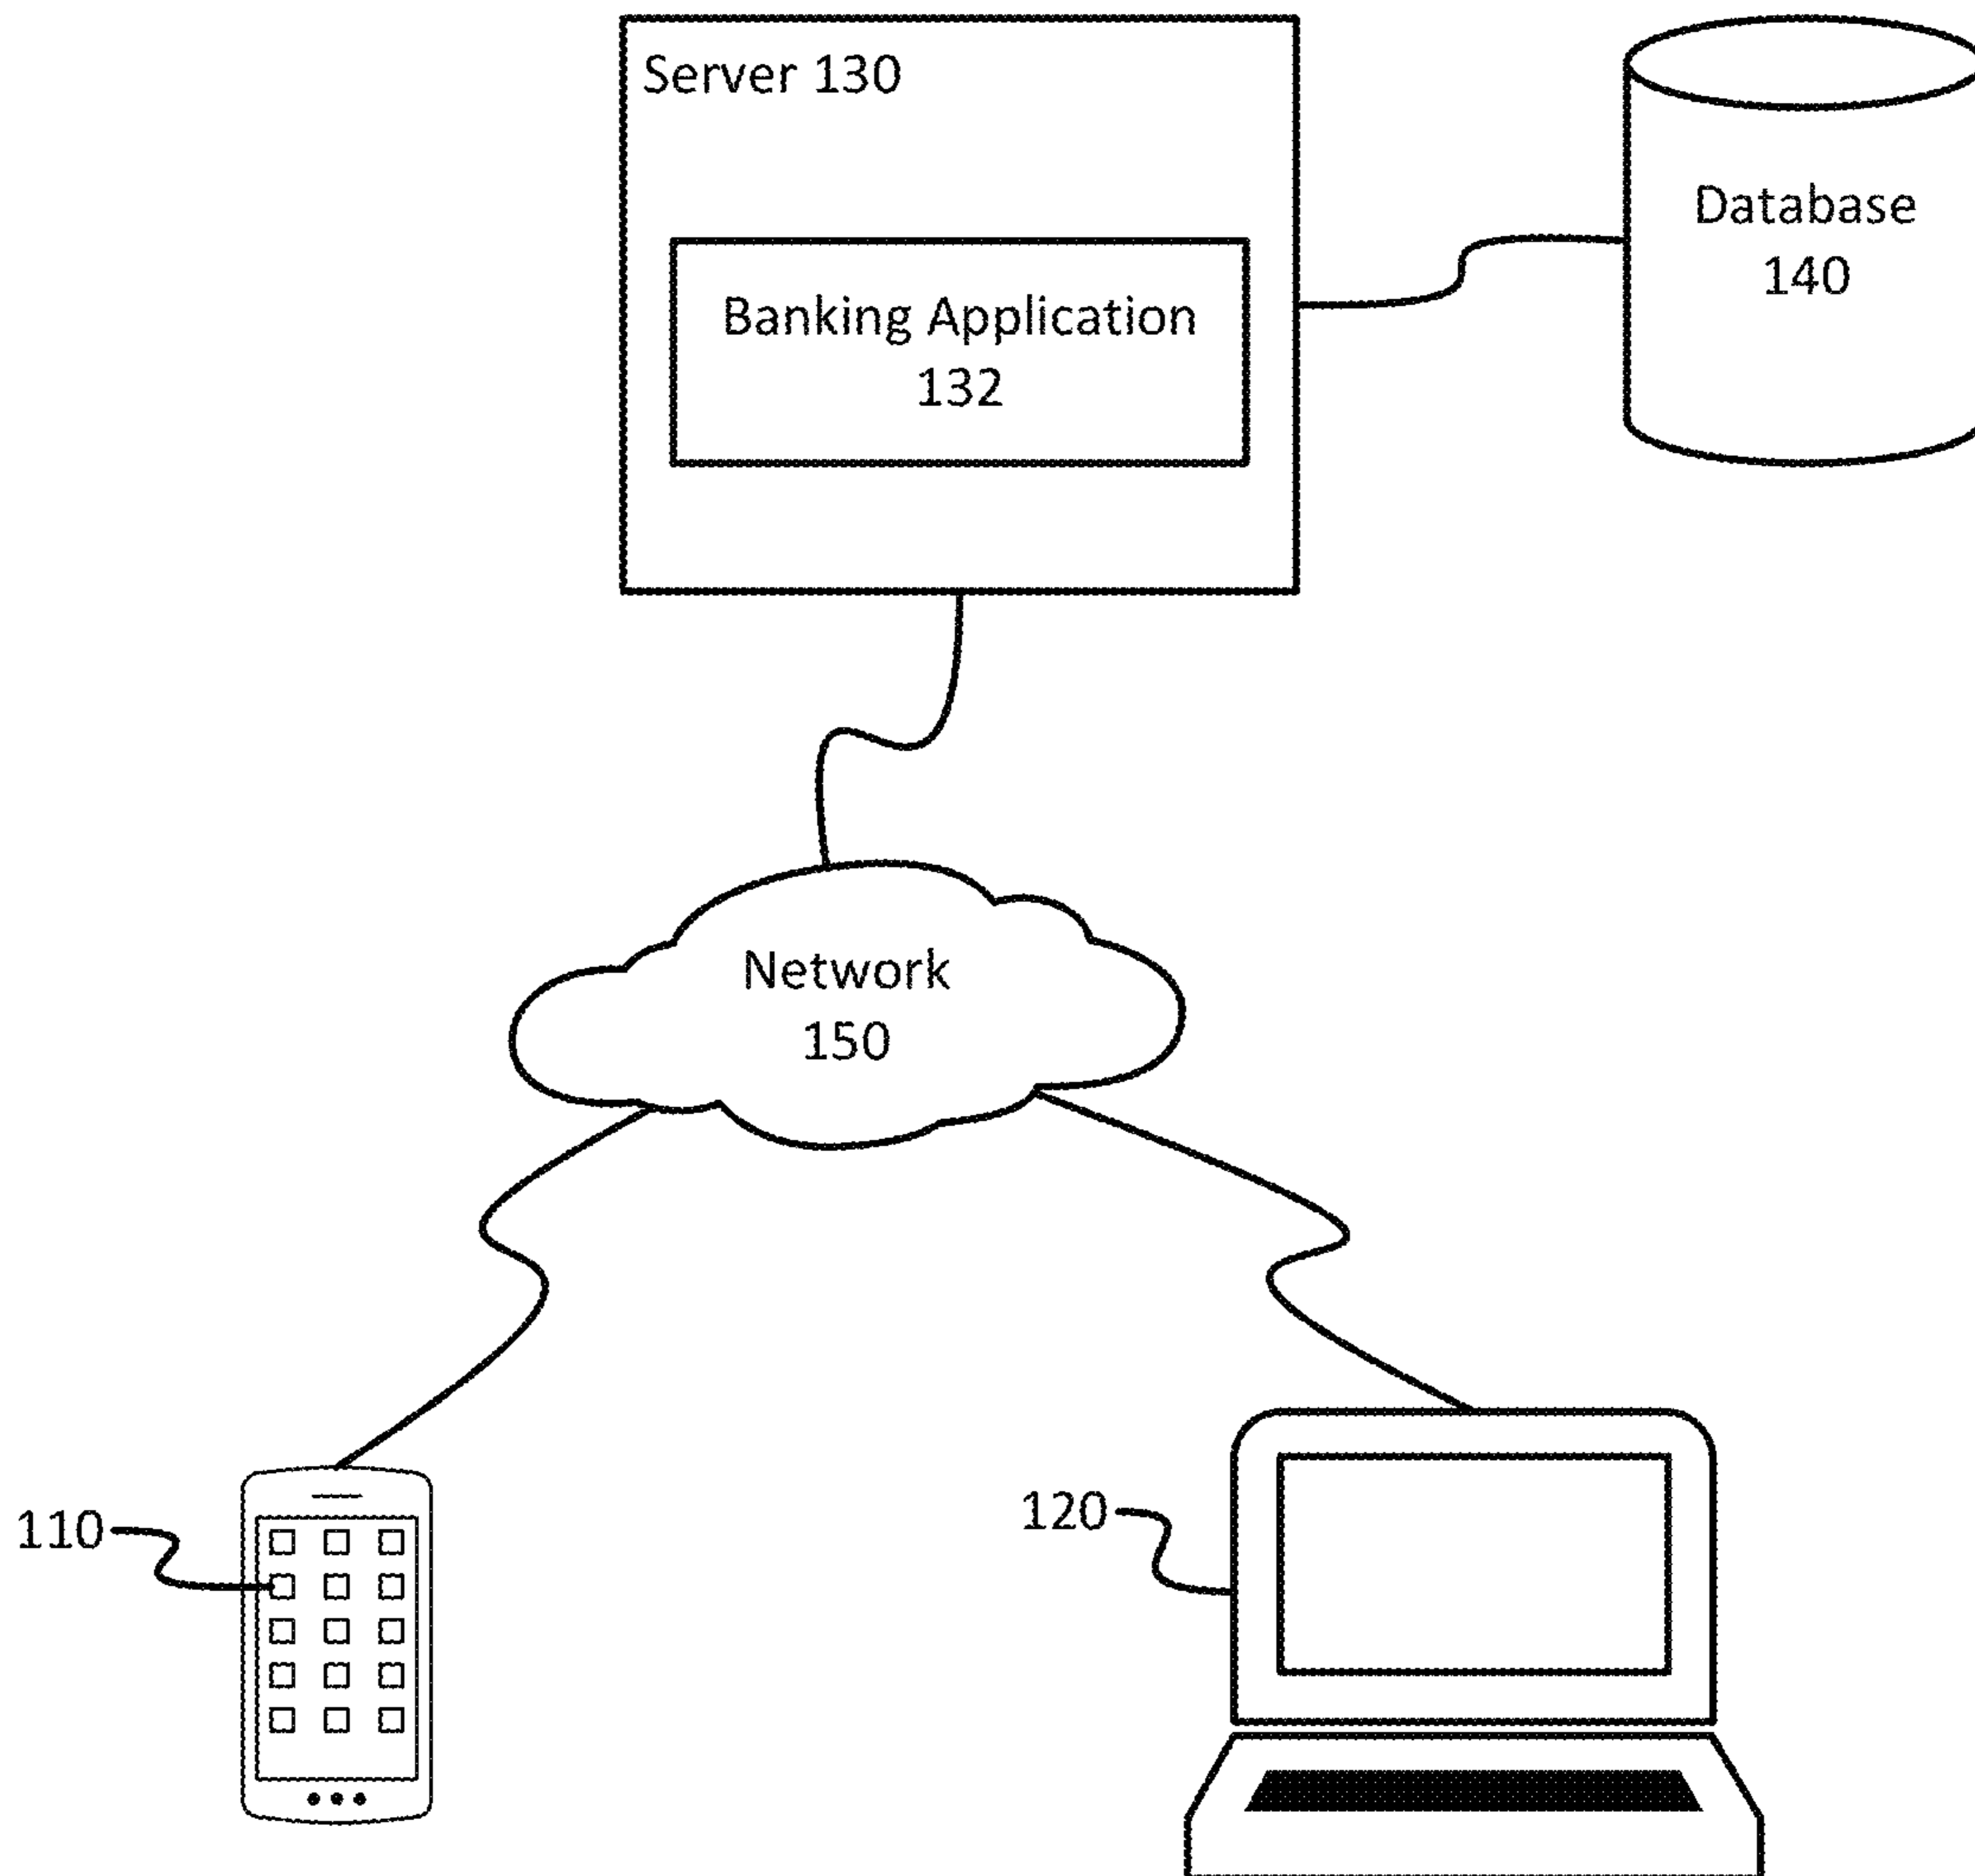 Server 130
Banking Application
132
Database
140
Network
150
110
120